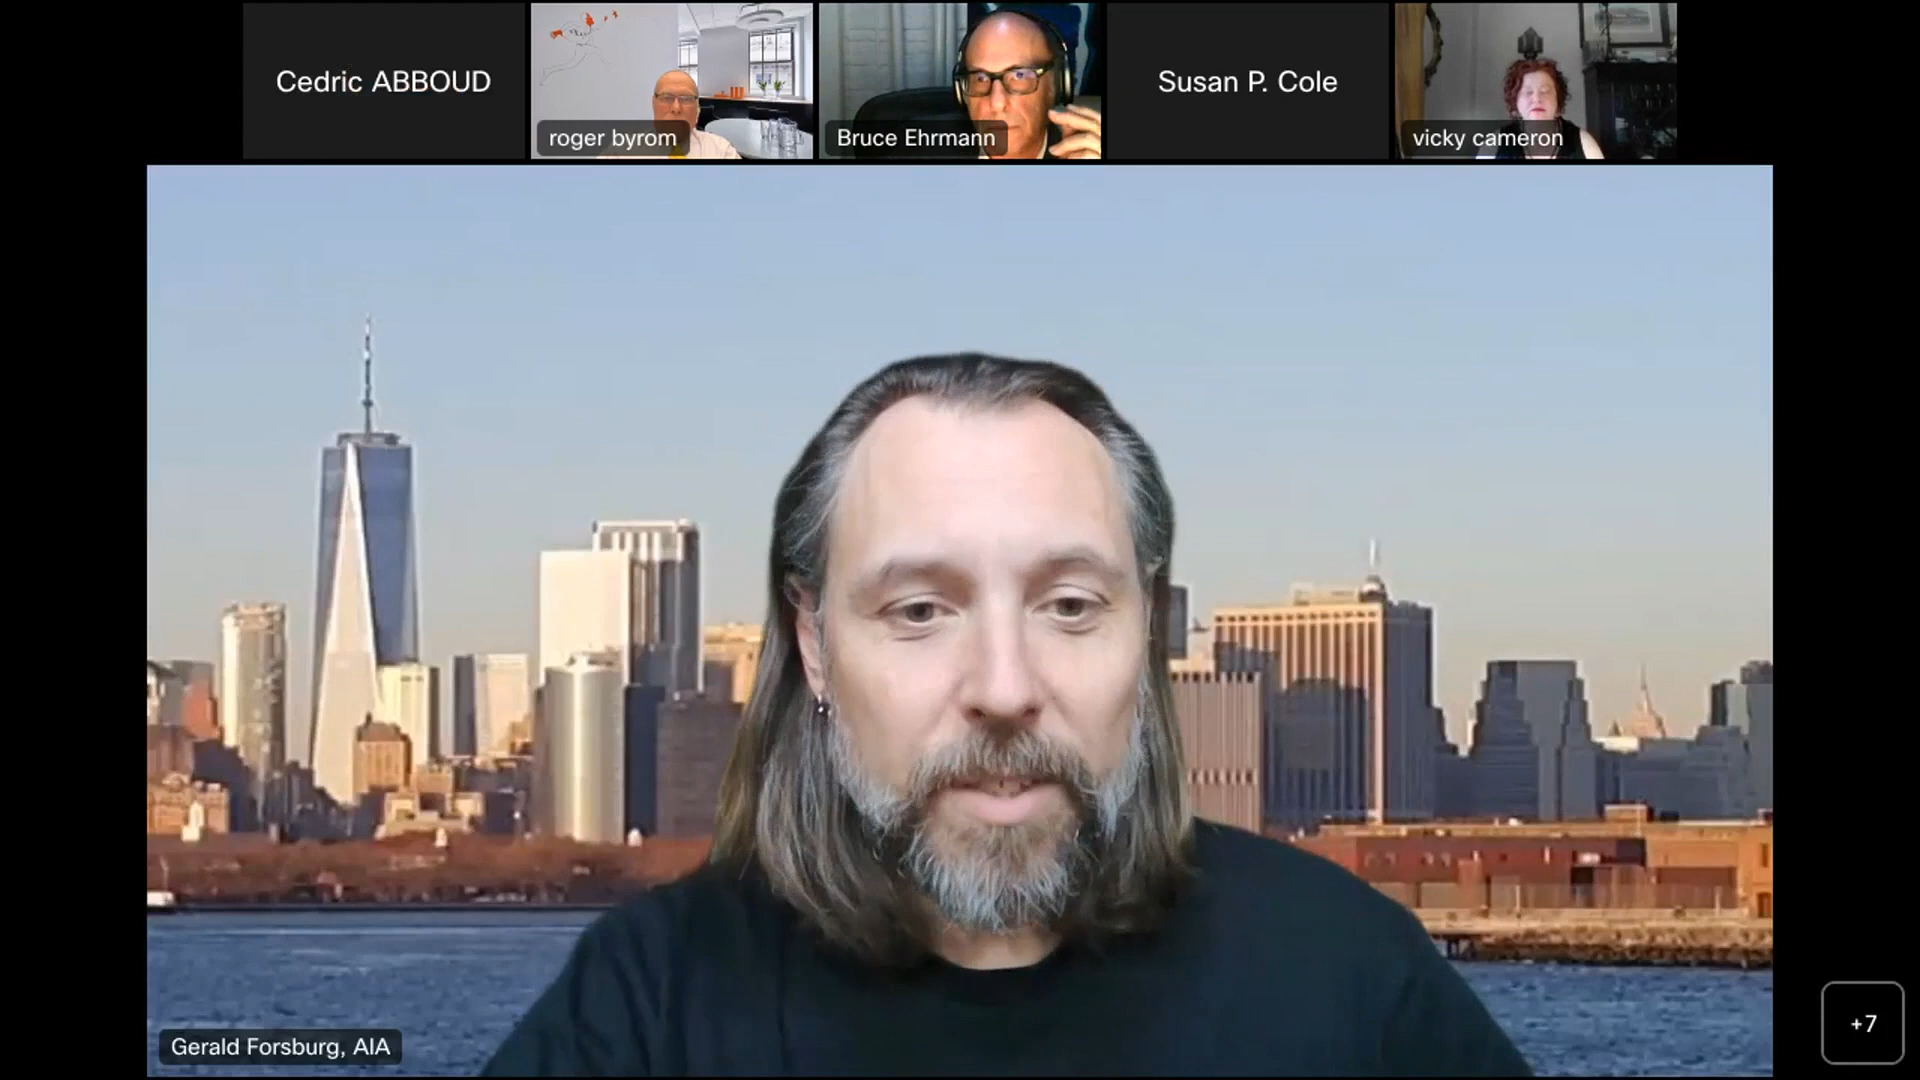 Cedric ABBOUD
roger byrom
Bruce Ehrmann
Susan P. Cole
vicky cameron
Gerald Forsburg, AIA
+7